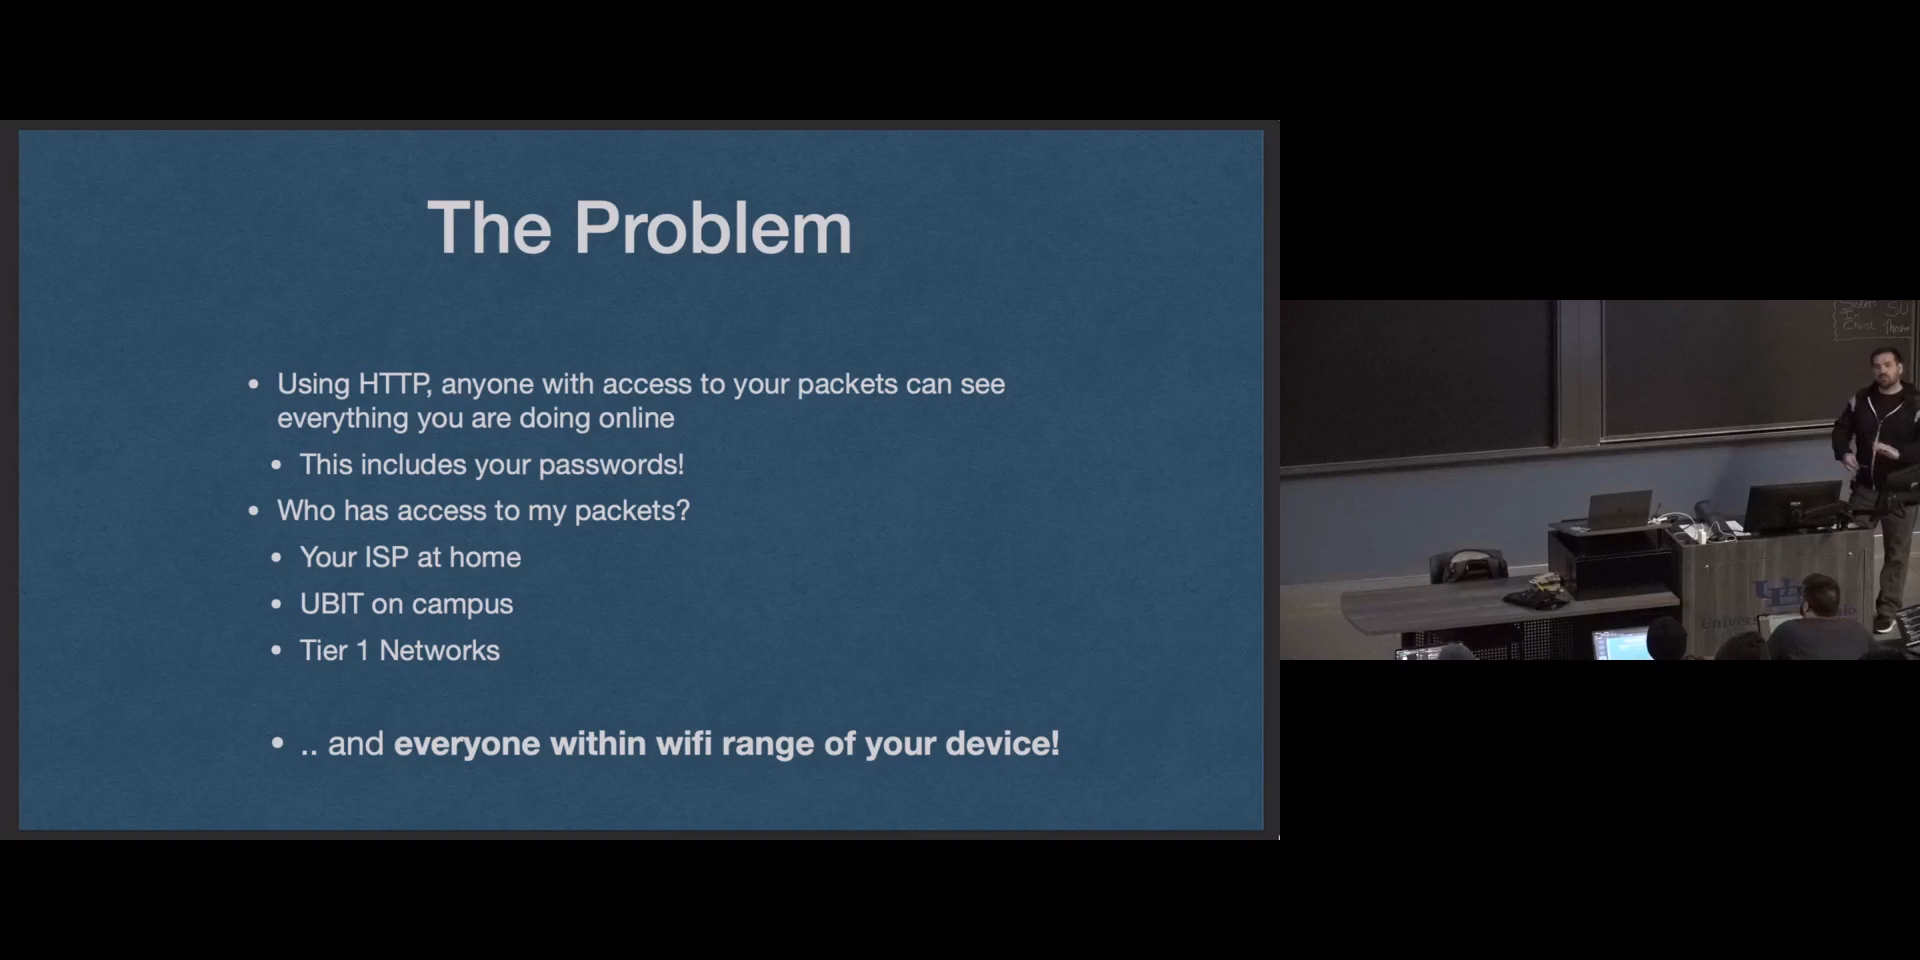 The Problem
• Using HTTP, anyone with access to your packets can see
everything you are doing online
• This includes your passwords!
• Who has access to my packets?
• Your ISP at home
• UBIT on campus
• Tier 1 Networks
• .. and everyone within wifi range of your device!